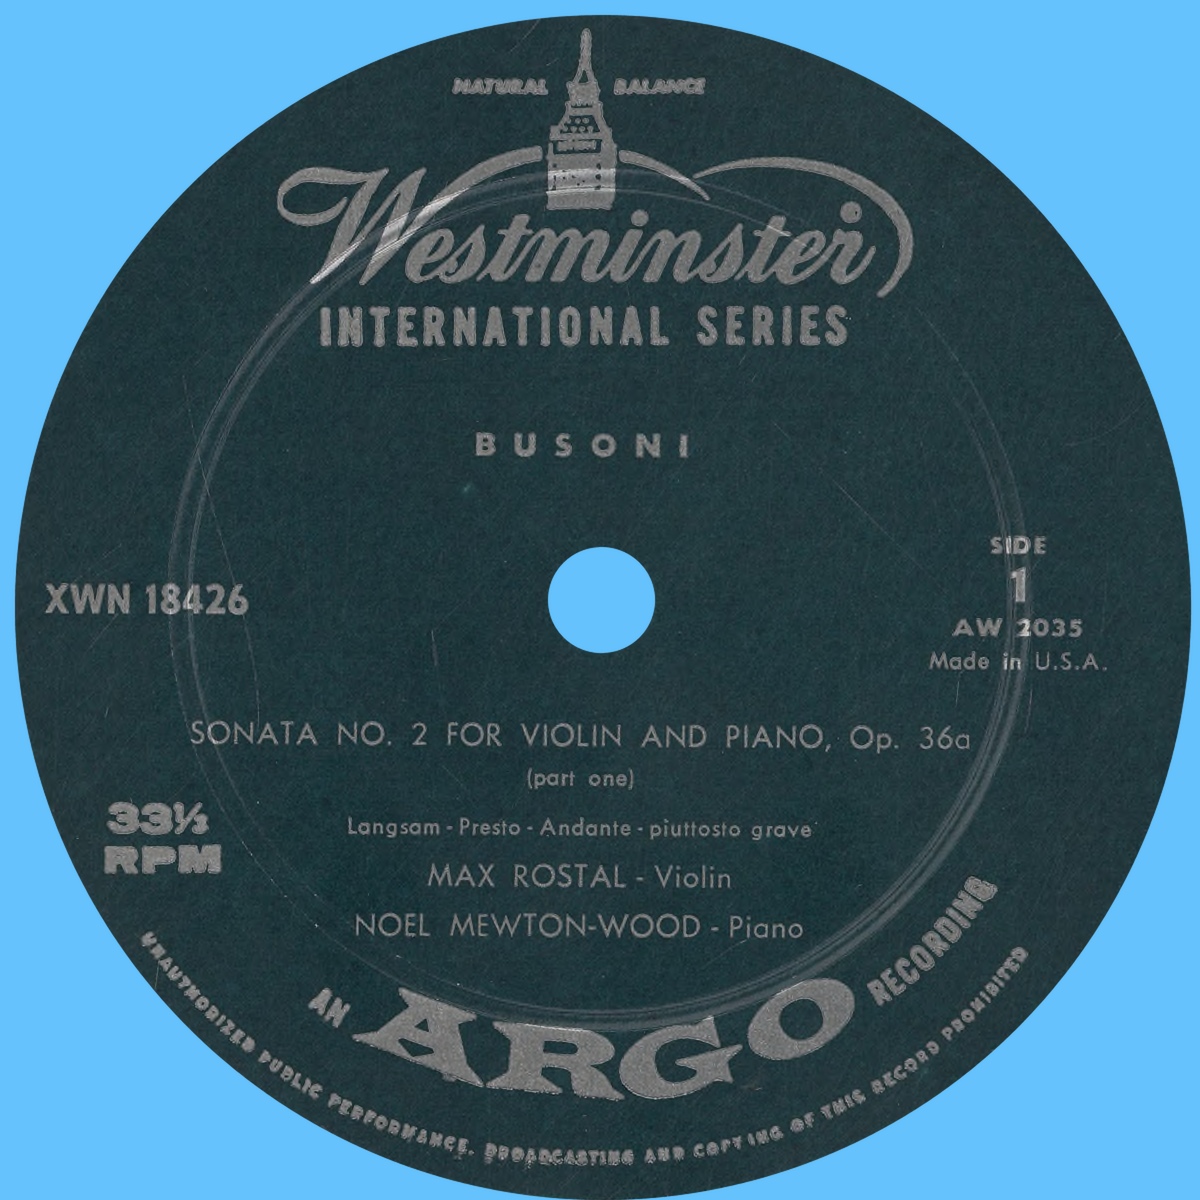 NATURAL BALANCE
Westminster
INTERNATIONAL SERIES
BUSONI
XWN 18426
SIDE
1
AW 2035
Made in U.S.A.
SONATA NO. 2 FOR VIOLIN AND PIANO, Op. 36a
(part one)
Langsam - Presto - Andante - piuttosto grave
33⅓
RPM
MAX ROSTAL - Violin
NOEL MEWTON-WOOD - Piano
AN ARGO RECORDING
UNAUTHORIZED PUBLIC PERFORMANCE, BROADCASTING AND COPYING OF THIS RECORD PROHIBITED